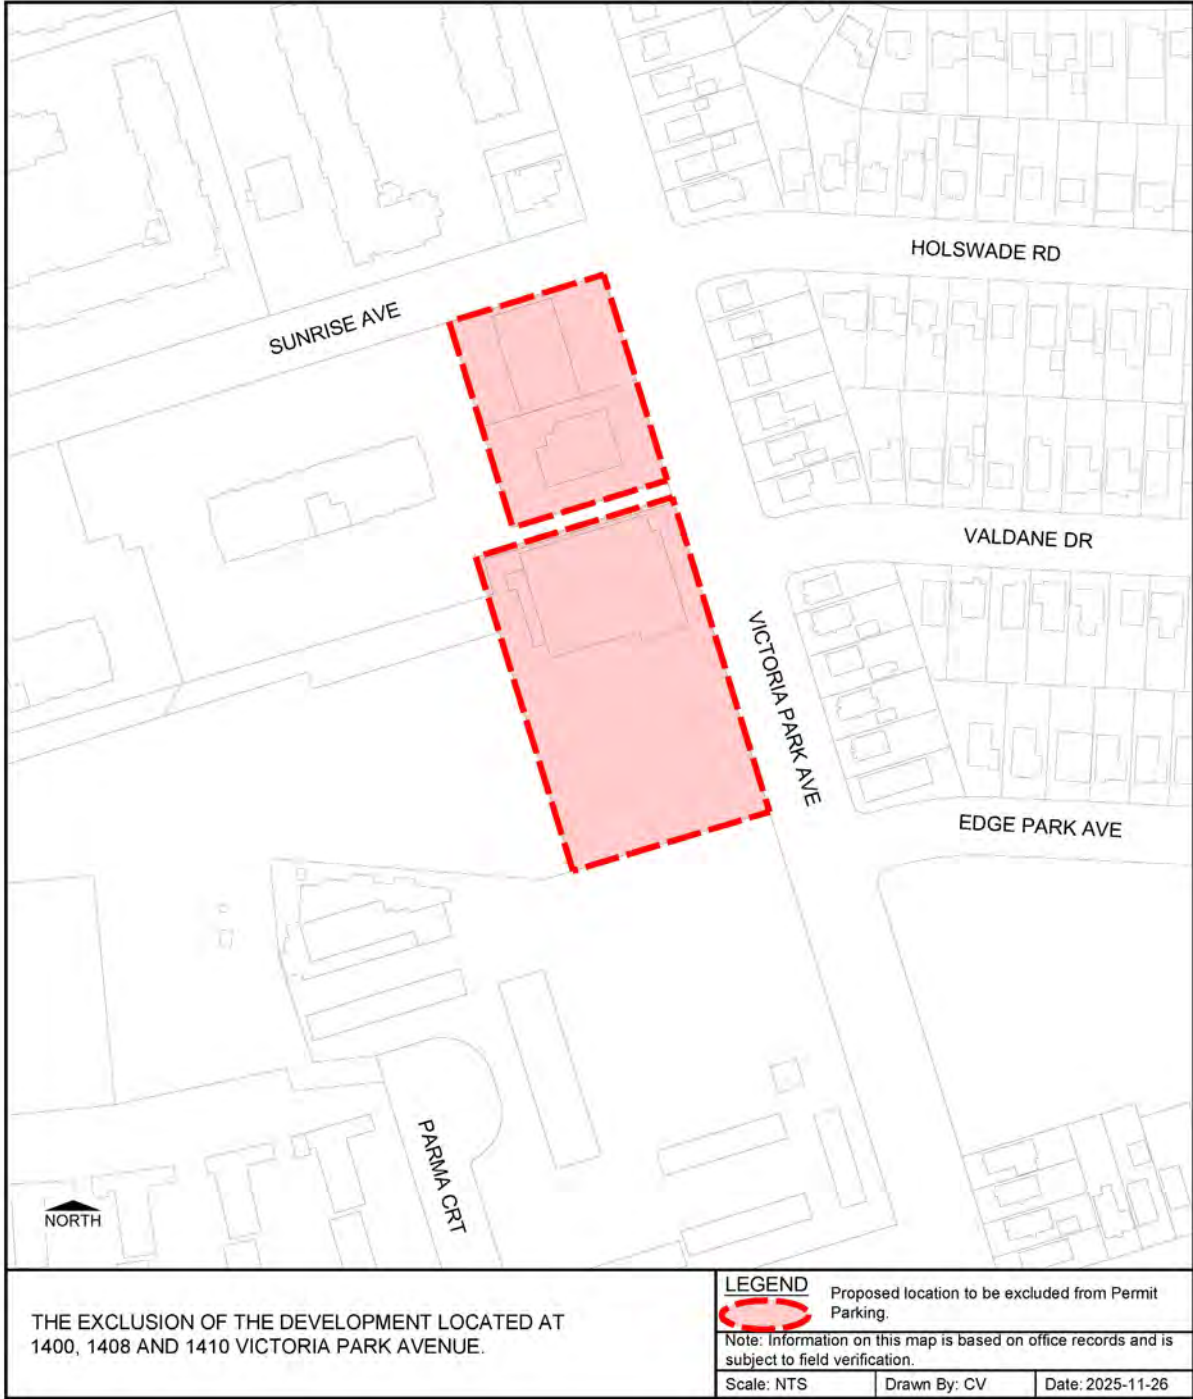 HOLSWADE RD
SUNRISE AVE
VALDANE DR
VICTORIA PARK AVE
EDGE PARK AVE
PARMA CRT
NORTH
THE EXCLUSION OF THE DEVELOPMENT LOCATED AT
1400, 1408 AND 1410 VICTORIA PARK AVENUE.
LEGEND
Proposed location to be excluded from Permit
Parking.
Note: Information on this map is based on office records and is
subject to field verification.
Scale: NTS
Drawn By: CV
Date: 2025-11-26